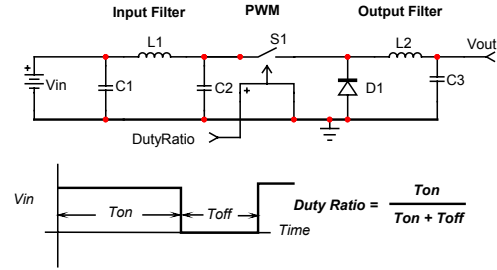 Input Filter PWM Output Filter
L1 S1 L2 Vout
+ Vin C1 C2 + D1 C3
DutyRatio
Vin Ton Toff Time
Duty Ratio = Ton
Ton + Toff